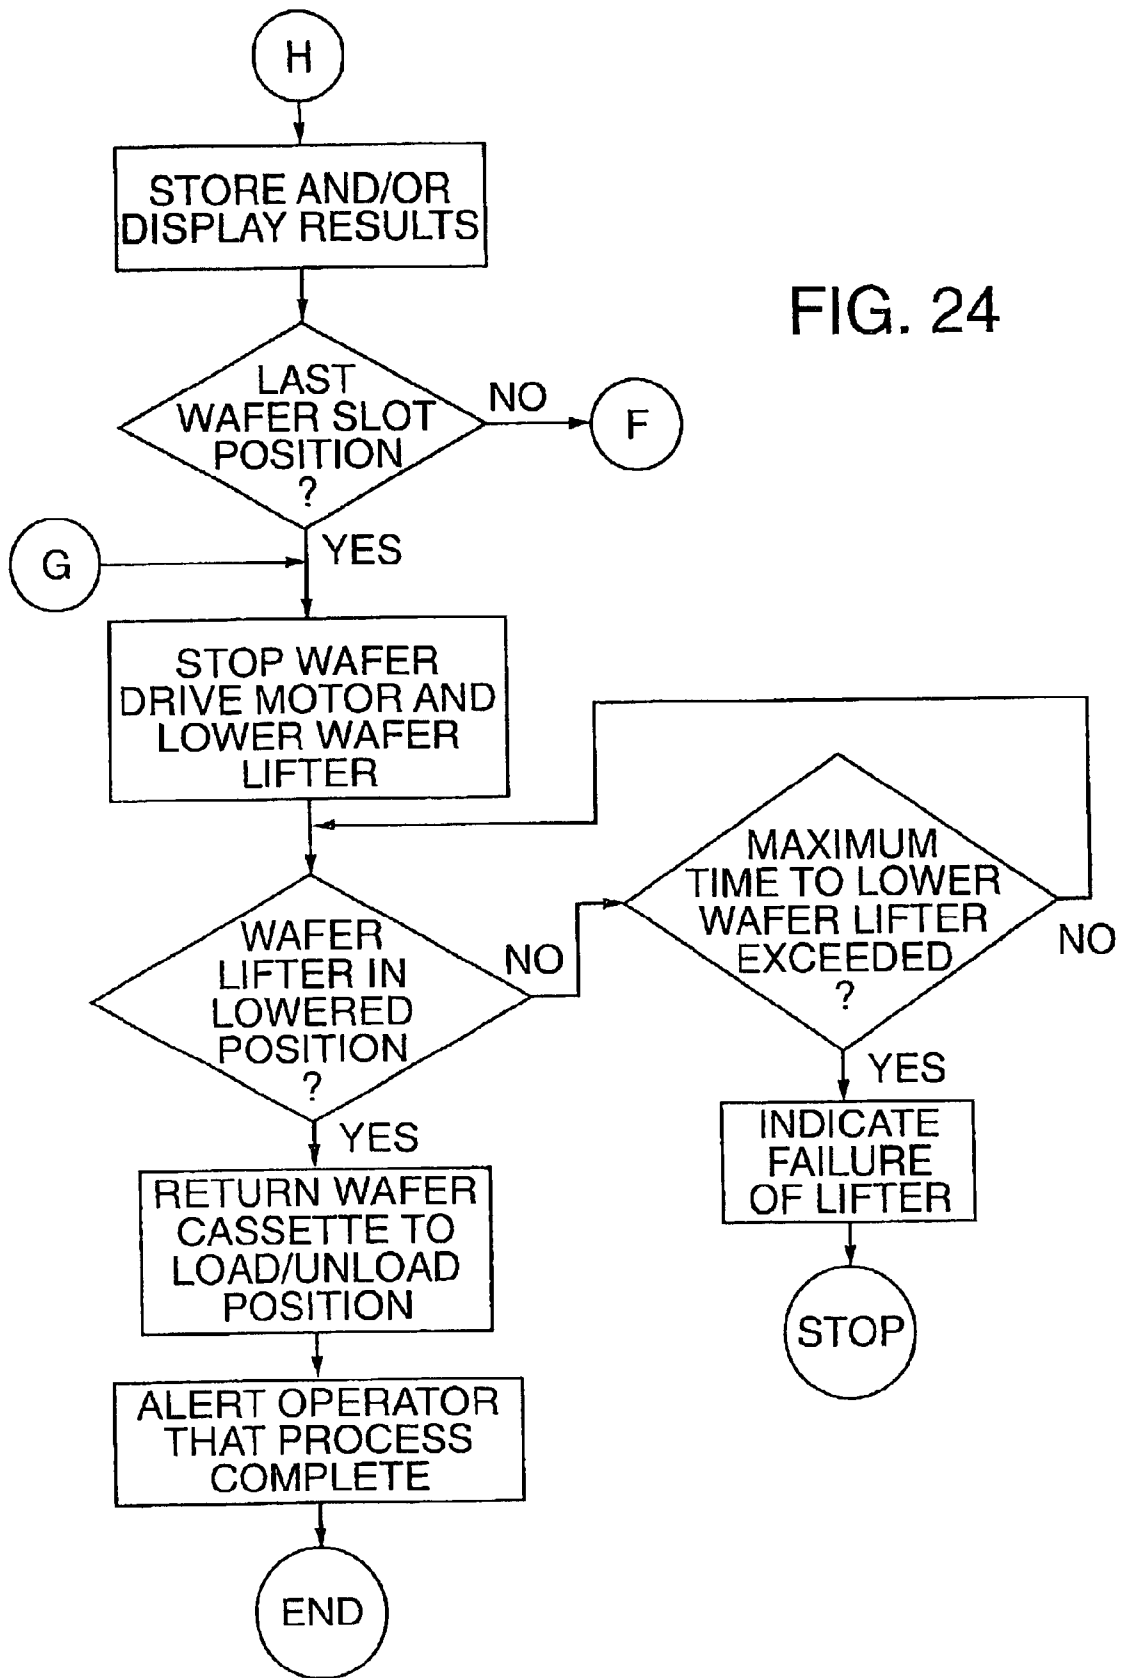 H
STORE AND/OR
DISPLAY RESULTS
FIG. 24
LAST
WAFER SLOT
POSITION
?
NO
F
YES
G
STOP WAFER
DRIVE MOTOR AND
LOWER WAFER
LIFTER
WAFER
LIFTER IN
LOWERED
POSITION
?
NO
MAXIMUM
TIME TO LOWER
WAFER LIFTER
EXCEEDED
?
NO
YES
INDICATE
FAILURE
OF LIFTER
STOP
YES
RETURN WAFER
CASSETTE TO
LOAD/UNLOAD
POSITION
ALERT OPERATOR
THAT PROCESS
COMPLETE
END